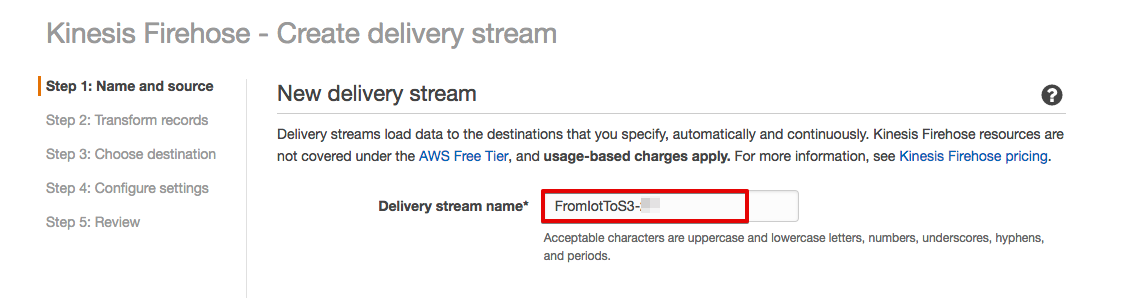 Kinesis Firehose - Create delivery stream
Step 1: Name and source
Step 2: Transform records
Step 3: Choose destination
Step 4: Configure settings
Step 5: Review
New delivery stream
?
Delivery streams load data to the destinations that you specify, automatically and continuously. Kinesis Firehose resources are
not covered under the AWS Free Tier, and usage-based charges apply. For more information, see Kinesis Firehose pricing.
Delivery stream name* FromIotToS3-
Acceptable characters are uppercase and lowercase letters, numbers, underscores, hyphens,
and periods.